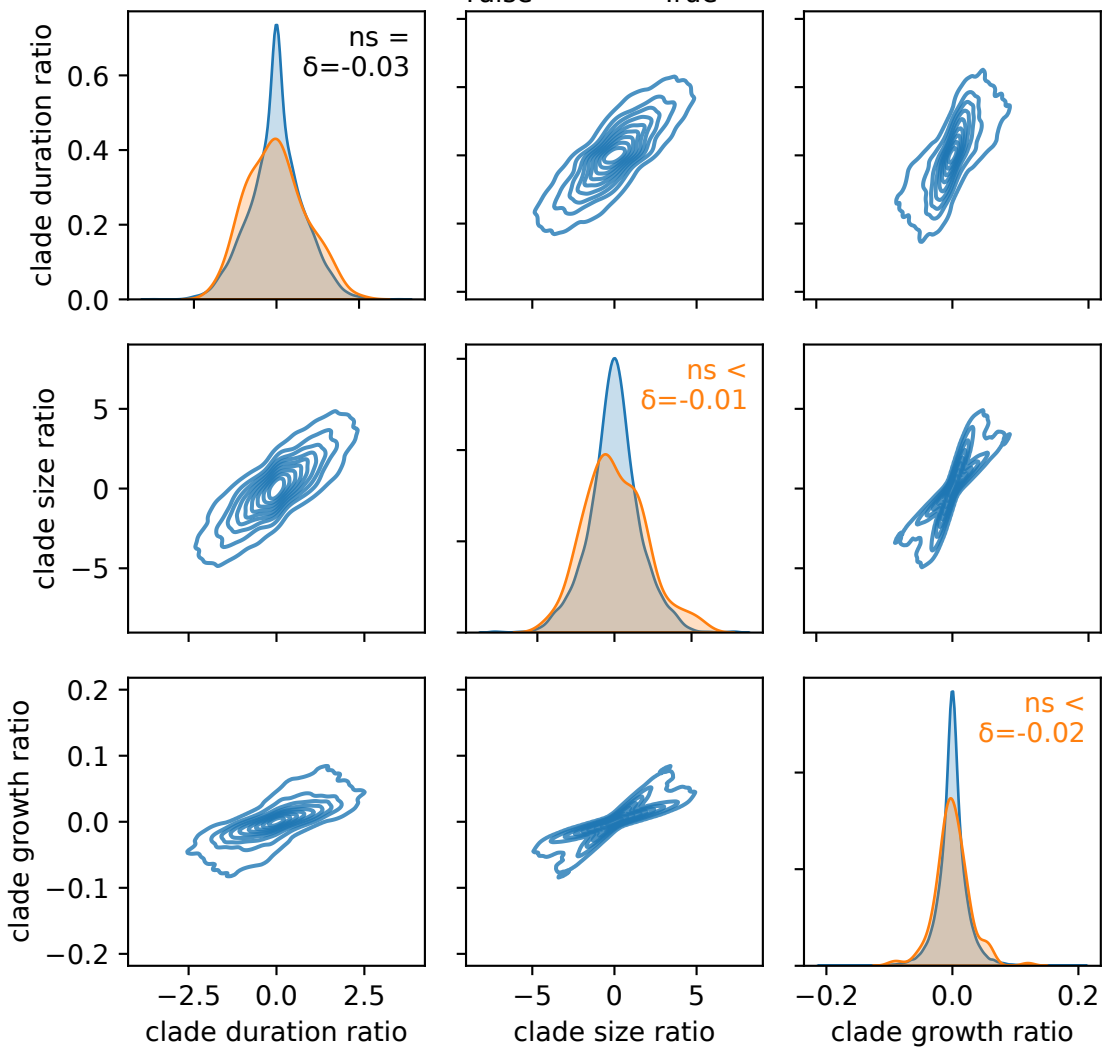 True
clade duration ratio
0.6
0.4
0.2
0.0
ns =
δ=-0.03
clade size ratio
5
0
−5
ns <
δ=-0.01
clade growth ratio
0.2
0.1
0.0
−0.1
−0.2
ns <
δ=-0.02
−2.5
0.0
2.5
−5
0
5
−0.2
0.0
0.2
clade duration ratio
clade size ratio
clade growth ratio